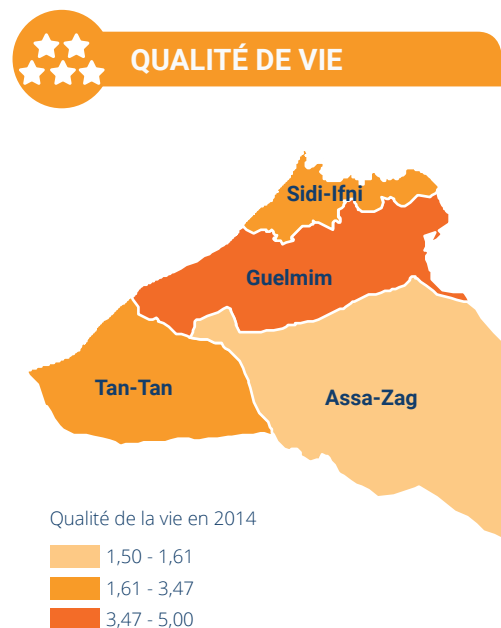 QUALITÉ DE VIE
Sidi-Ifni
Guelmim
Tan-Tan
Assa-Zag
Qualité de la vie en 2014
1,50 - 1,61
1,61 - 3,47
3,47 - 5,00